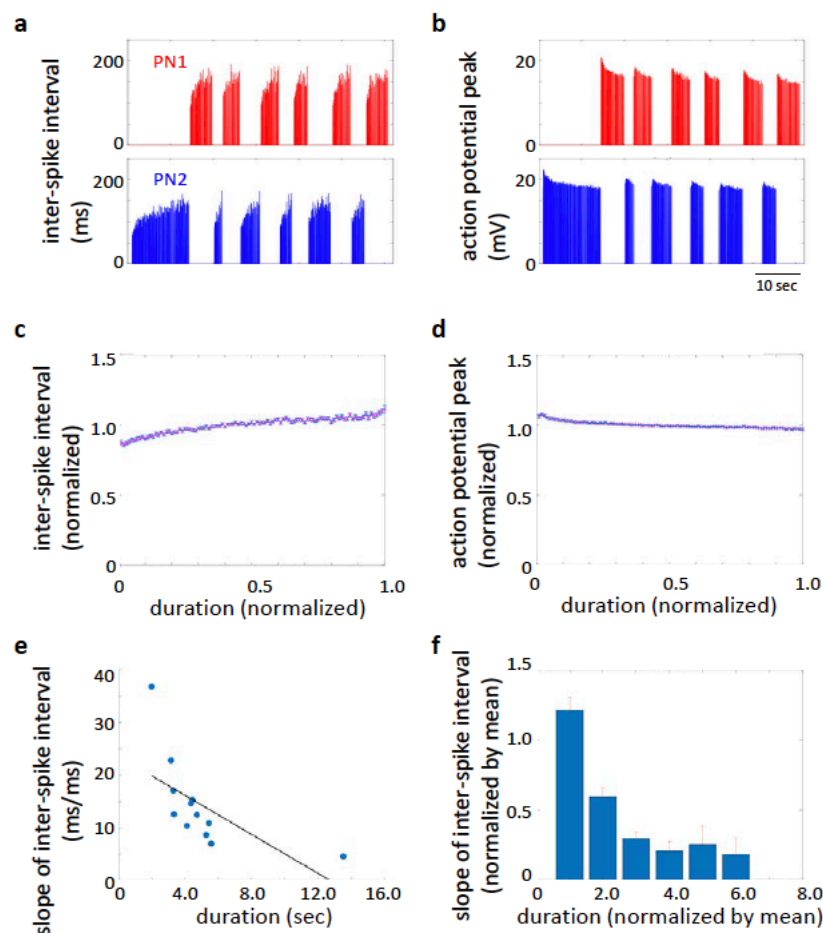 a
inter-spike interval
(ms)
200
PN1
0
200
PN2
0
b
action potential peak
(mV)
20
0
20
0
10 sec
c
inter-spike interval
(normalized)
1.5
1.0
0.5
0
0
0.5
1.0
duration (normalized)
d
action potential peak
(normalized)
1.5
1.0
0.5
0
0
0.5
1.0
duration (normalized)
e
slope of inter-spike interval
(ms/ms)
40
30
20
10
0
0
4.0
8.0
12.0
16.0
duration (sec)
f
slope of inter-spike interval
(normalized by mean)
1.5
1.0
0.5
0
0
2.0
4.0
6.0
8.0
duration (normalized by mean)